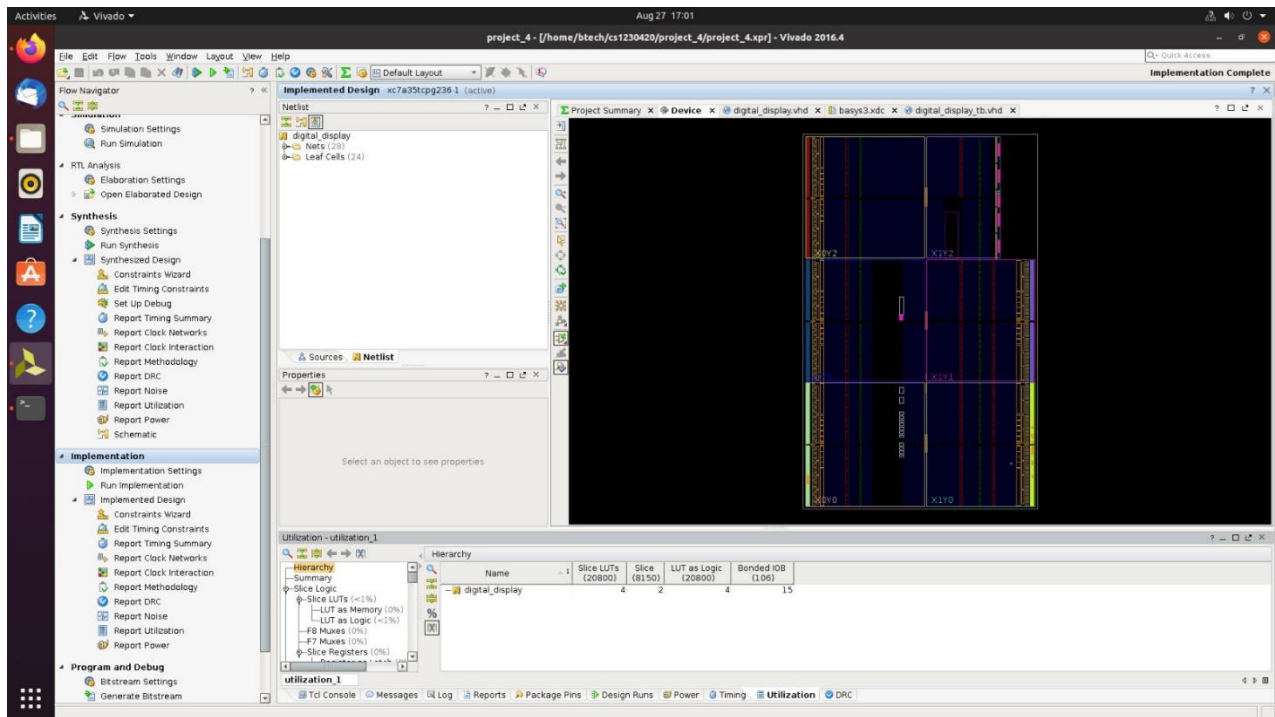 Activities
Vivado
Aug 27 17:01
project_4 - [/home/btech/cs1230420/project_4/project_4.xpr] - Vivado 2016.4
File Edit Flow Tools Window Layout View Help
Quick Access
Default Layout
Implementation Complete
Flow Navigator
Simulation
Simulation Settings
Run Simulation
RTL Analysis
Elaboration Settings
Open Elaborated Design
Synthesis
Synthesis Settings
Run Synthesis
Synthesized Design
Constraints Wizard
Edit Timing Constraints
Set Up Debug
Report Timing Summary
Report Clock Networks
Report Clock Interaction
Report Methodology
Report DRC
Report Noise
Report Utilization
Report Power
Schematic
Implementation
Implementation Settings
Run Implementation
Implemented Design
Constraints Wizard
Edit Timing Constraints
Report Timing Summary
Report Clock Networks
Report Clock Interaction
Report Methodology
Report DRC
Report Noise
Report Utilization
Report Power
Program and Debug
Bitstream Settings
Generate Bitstream
Implemented Design - xc7a35tcpg236-1 (active)
Netlist
digital_display
Nets (28)
Leaf Cells (24)
Sources Netlist
Properties
Select an object to see properties
Project Summary Device digital_display.vhd basys3.xdc digital_display_tb.vhd
X0Y2 X1Y2
X1Y1
X0Y0 X1Y0
Utilization - utilization_1
Hierarchy
Summary
Slice Logic
Slice LUTs (<1%)
LUT as Memory (0%)
LUT as Logic (<1%)
F8 Muxes (0%)
F7 Muxes (0%)
Slice Registers (0%)
Hierarchy
Name 1 Slice LUTs (20800) Slice (8150) LUT as Logic (20800) Bonded IOB (106)
digital_display 4 2 4 15
utilization_1
Tcl Console Messages Log Reports Package Pins Design Runs Power Timing Utilization DRC